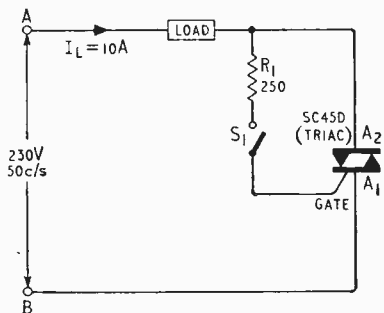 A
I_L = 10A
LOAD
R₁
250
SC45D
(TRIAC)
A₂
S₁
230V
50c/s
A₁
GATE
B